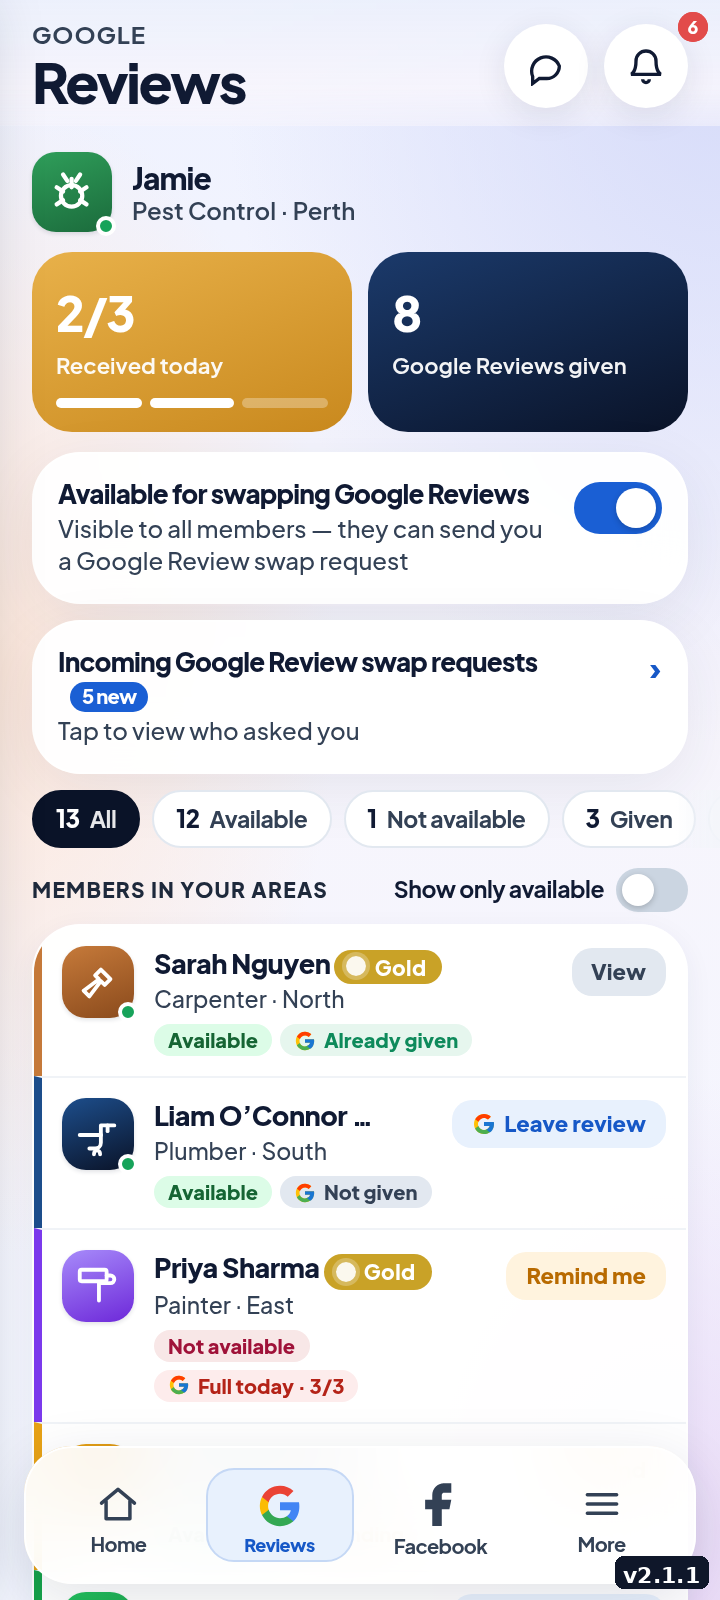 GOOGLE
Reviews
6
Jamie
Pest Control · Perth
2/3
Received today
8
Google Reviews given
Available for swapping Google Reviews
Visible to all members — they can send you
a Google Review swap request
Incoming Google Review swap requests
5 new
Tap to view who asked you
›
13 All
12 Available
1 Not available
3 Given
MEMBERS IN YOUR AREAS
Show only available
Sarah Nguyen Gold
View
Carpenter · North
Available
Already given
Liam O’Connor ...
Leave review
Plumber · South
Available
Not given
Priya Sharma Gold
Remind me
Painter · East
Not available
Full today · 3/3
Home
Reviews
Facebook
More
v2.1.1